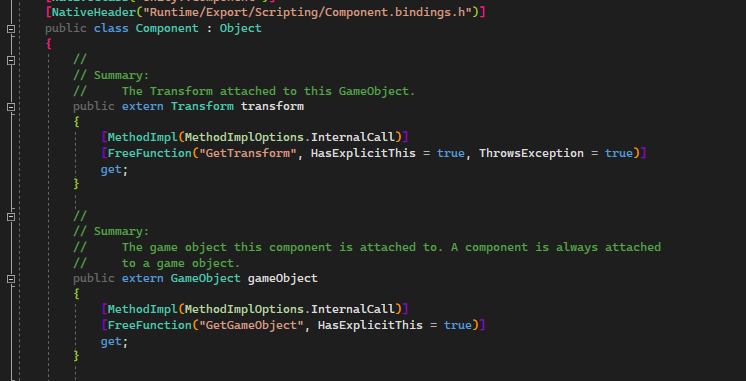 [NativeHeader("Runtime/Export/Scripting/Component.bindings.h")]
public class Component : Object
{
//
// Summary:
//     The Transform attached to this GameObject.
public extern Transform transform
{
[MethodImpl(MethodImplOptions.InternalCall)]
[FreeFunction("GetTransform", HasExplicitThis = true, ThrowsException = true)]
get;
}
//
// Summary:
//     The game object this component is attached to. A component is always attached
//     to a game object.
public extern GameObject gameObject
{
[MethodImpl(MethodImplOptions.InternalCall)]
[FreeFunction("GetGameObject", HasExplicitThis = true)]
get;
}